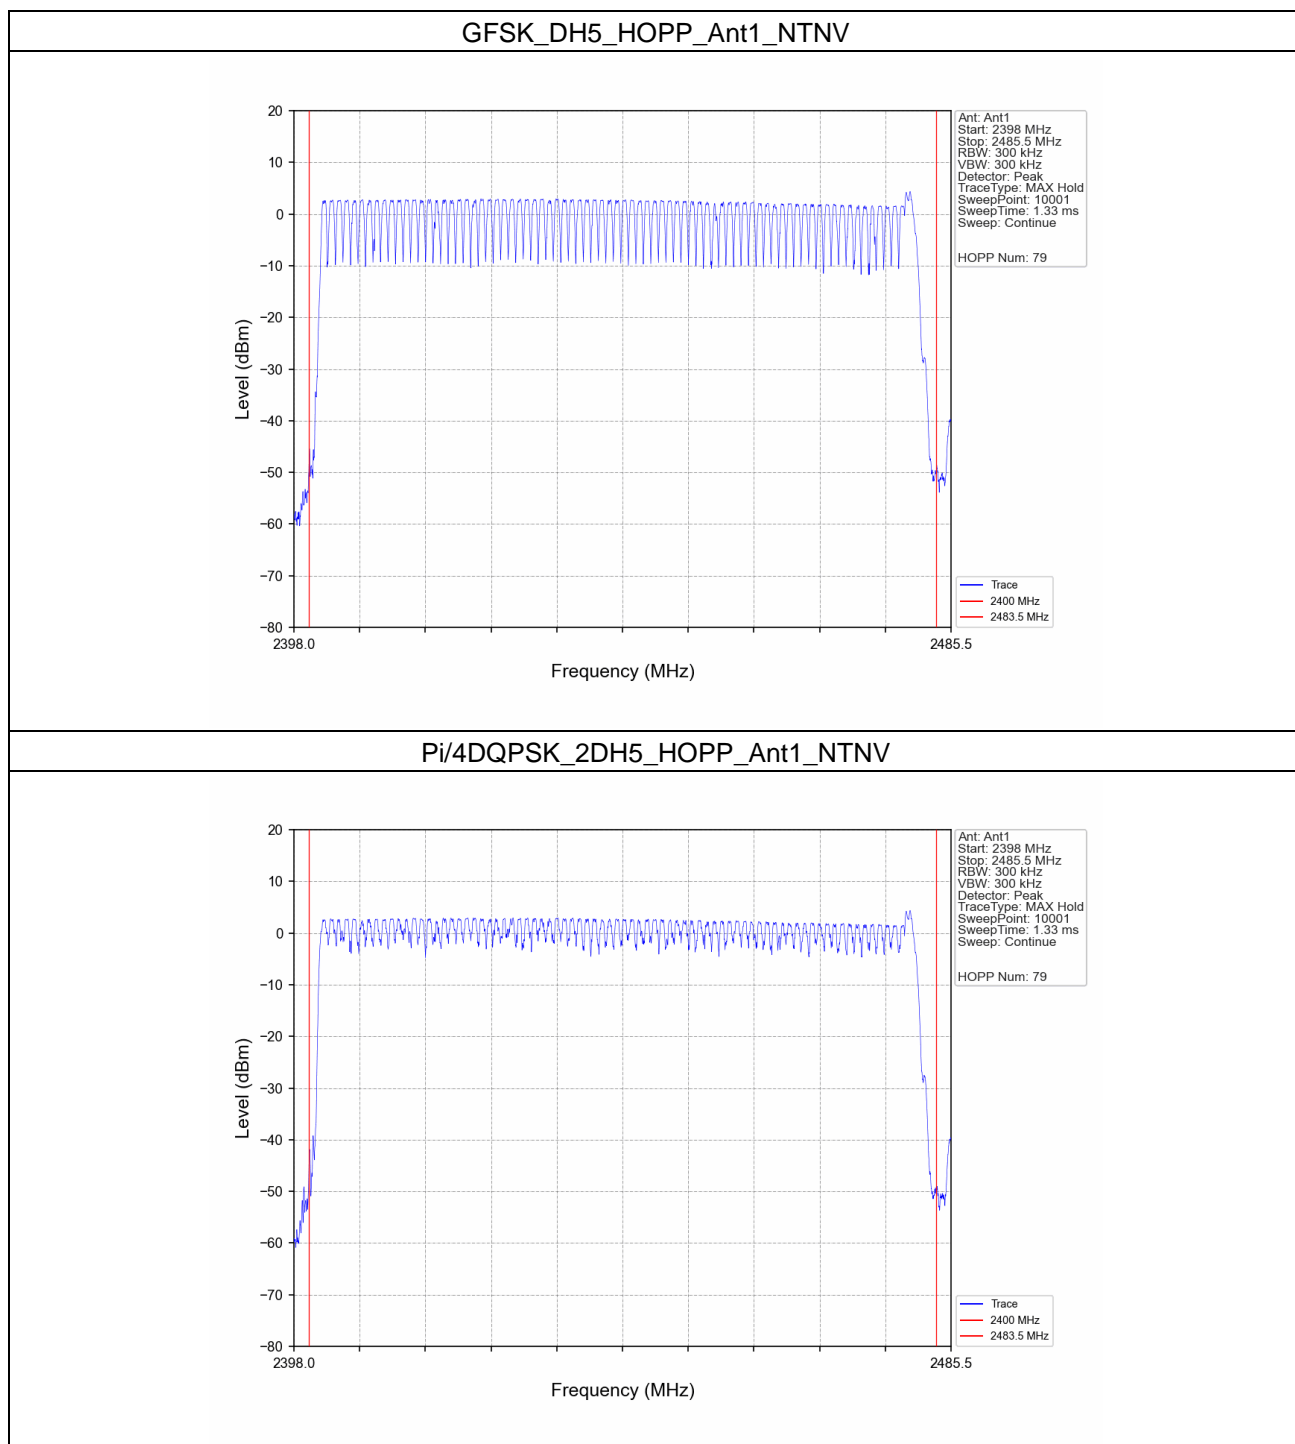 GFSK_DH5_HOPP_Ant1_NTNV
20
10
0
−10
−20
−30
−40
−50
−60
−70
−80
Level (dBm)
2398.0
2485.5
Frequency (MHz)
Ant: Ant1
Start: 2398 MHz
Stop: 2485.5 MHz
RBW: 300 kHz
VBW: 300 kHz
Detector: Peak
TraceType: MAX Hold
SweepPoint: 10001
SweepTime: 1.33 ms
Sweep: Continue
HOPP Num: 79
Trace
2400 MHz
2483.5 MHz
Pi/4DQPSK_2DH5_HOPP_Ant1_NTNV
20
10
0
−10
−20
−30
−40
−50
−60
−70
−80
Level (dBm)
2398.0
2485.5
Frequency (MHz)
Ant: Ant1
Start: 2398 MHz
Stop: 2485.5 MHz
RBW: 300 kHz
VBW: 300 kHz
Detector: Peak
TraceType: MAX Hold
SweepPoint: 10001
SweepTime: 1.33 ms
Sweep: Continue
HOPP Num: 79
Trace
2400 MHz
2483.5 MHz